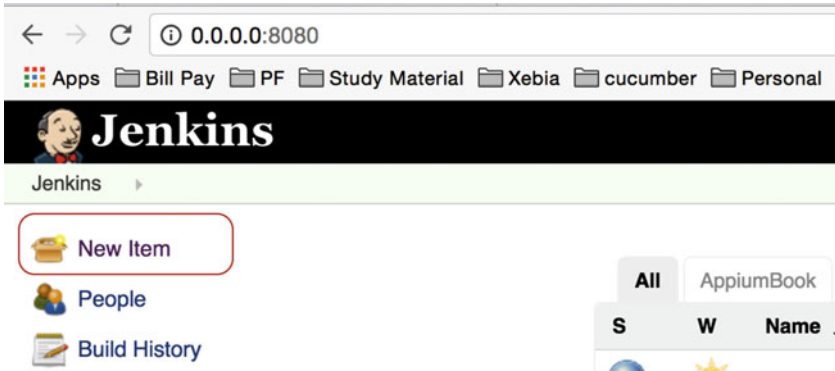 0.0.0.0:8080
Apps Bill Pay PF Study Material Xebia cucumber Personal
Jenkins
Jenkins
New Item
People
Build History
All AppiumBook
S W Name